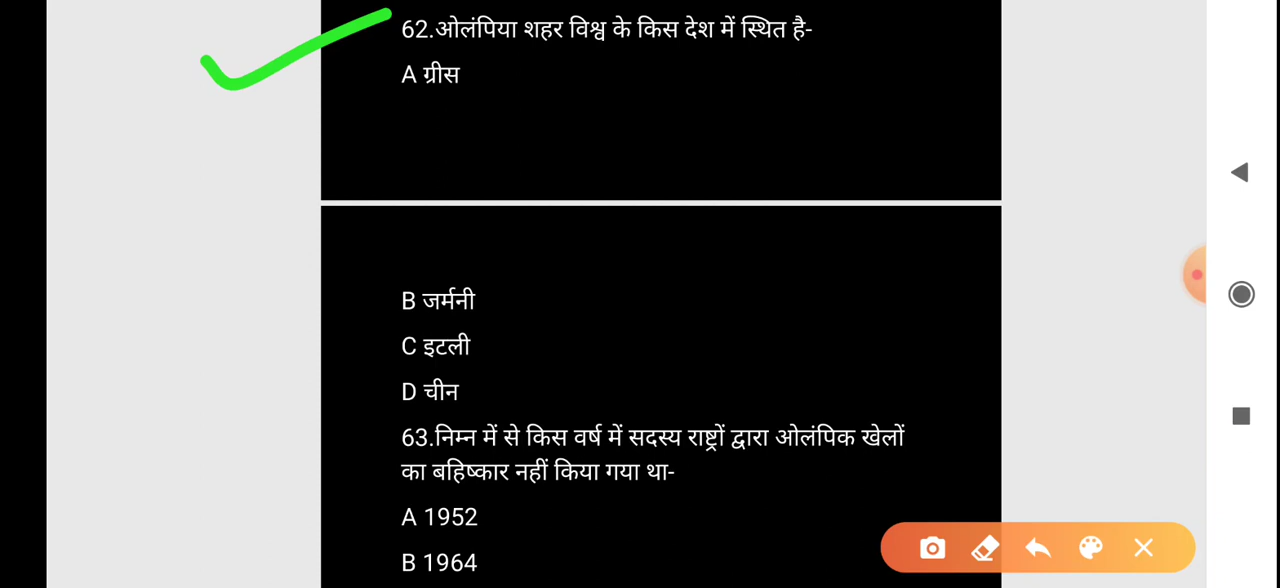 62.ओलंपिया शहर विश्व के किस देश में स्थित है-
A ग्रीस
B जर्मनी
C इटली
D चीन
63.निम्न में से किस वर्ष में सदस्य राष्ट्रों द्वारा ओलंपिक खेलों
का बहिष्कार नहीं किया गया था-
A 1952
B 1964